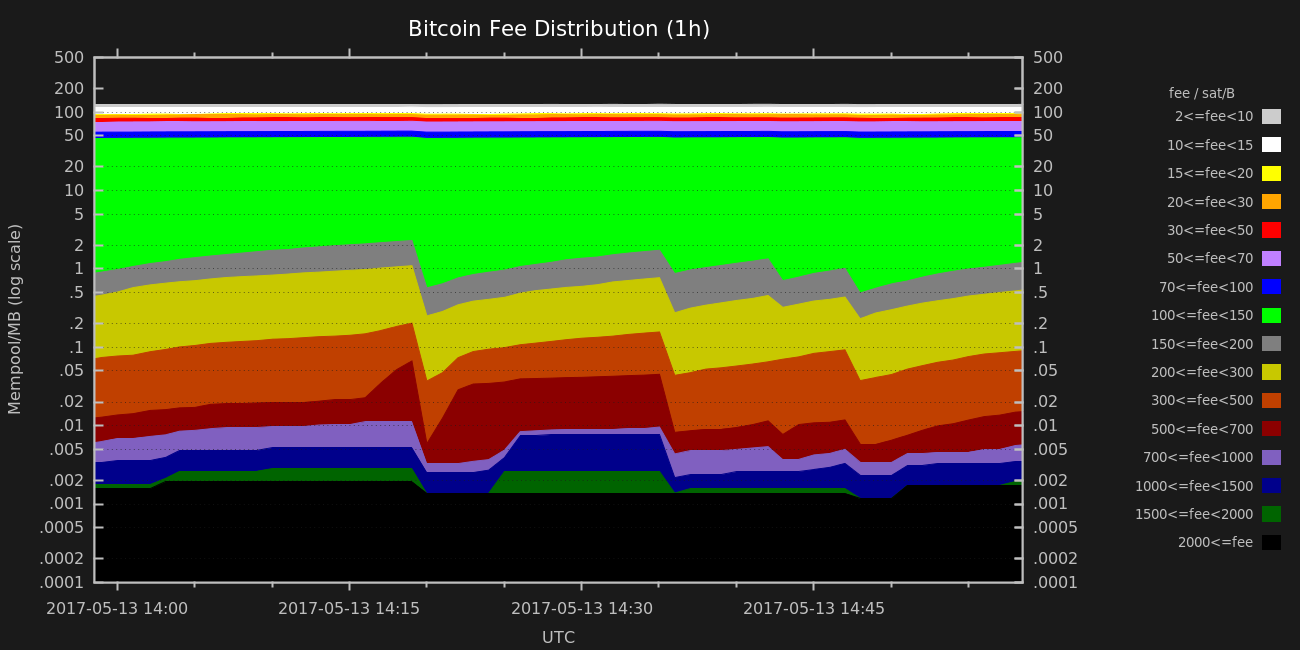 Bitcoin Fee Distribution (1h)
Mempool/MB (log scale)
500
200
100
50
20
10
5
2
1
.5
.2
.1
.05
.02
.01
.005
.002
.001
.0005
.0002
.0001
500
200
100
50
20
10
5
2
1
.5
.2
.1
.05
.02
.01
.005
.002
.001
.0005
.0002
.0001
2017-05-13 14:00
2017-05-13 14:15
2017-05-13 14:30
2017-05-13 14:45
UTC
fee / sat/B
2<=fee<10
10<=fee<15
15<=fee<20
20<=fee<30
30<=fee<50
50<=fee<70
70<=fee<100
100<=fee<150
150<=fee<200
200<=fee<300
300<=fee<500
500<=fee<700
700<=fee<1000
1000<=fee<1500
1500<=fee<2000
2000<=fee